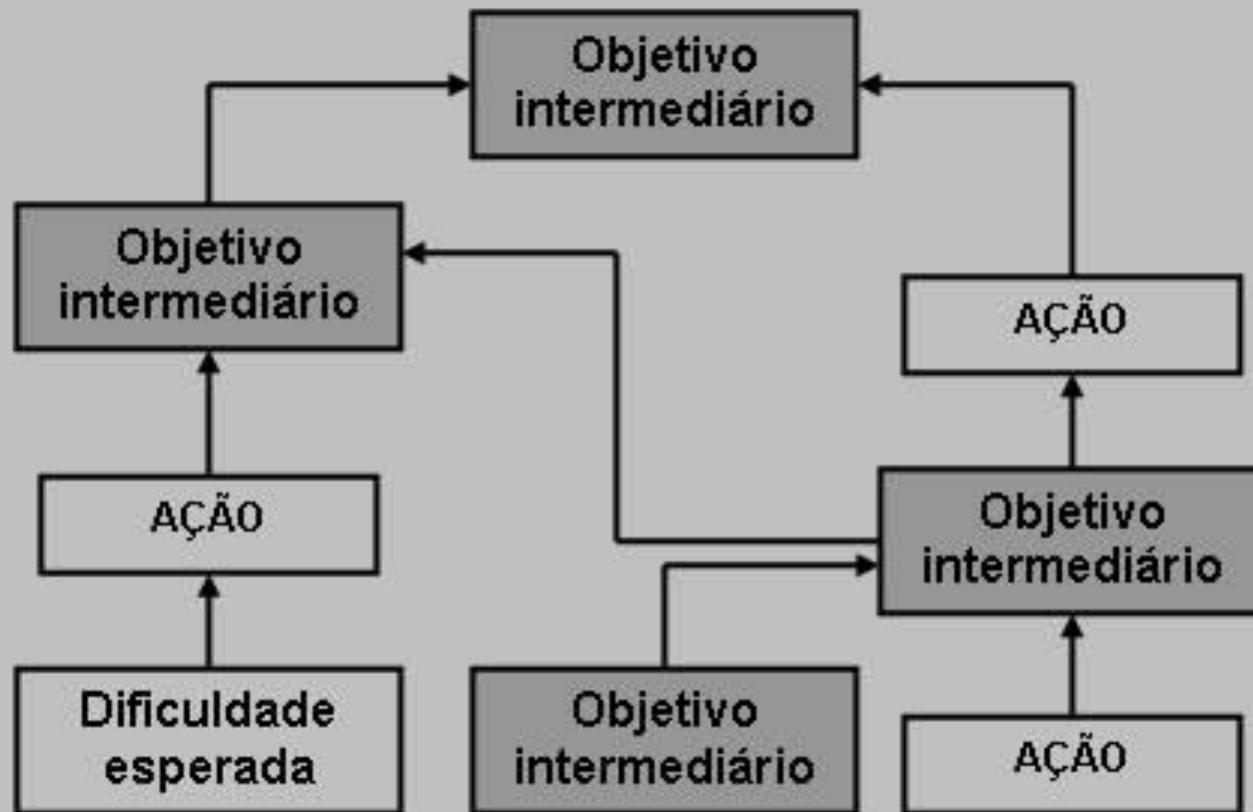 Objetivo
intermediário
Objetivo
intermediário
AÇÃO
AÇÃO
Objetivo
intermediário
Dificuldade
esperada
Objetivo
intermediário
AÇÃO